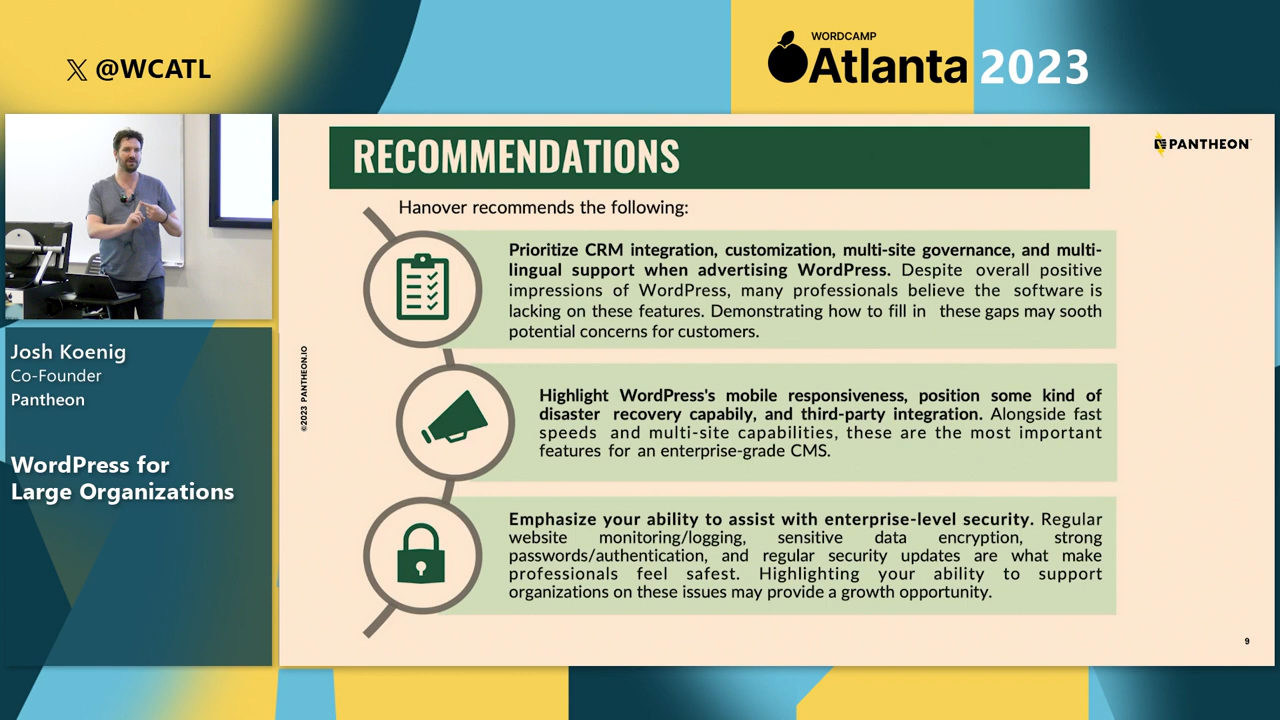 𝕏 @WCATL
WORDCAMP
Atlanta 2023
Josh Koenig
Co-Founder
Pantheon
WordPress for
Large Organizations
©2023 PANTHEON.IO
RECOMMENDATIONS
PANTHEON
Hanover recommends the following:
Prioritize CRM integration, customization, multi-site governance, and multi-
lingual support when advertising WordPress. Despite overall positive
impressions of WordPress, many professionals believe the software is
lacking on these features. Demonstrating how to fill in these gaps may sooth
potential concerns for customers.
Highlight WordPress's mobile responsiveness, position some kind of
disaster recovery capabily, and third-party integration. Alongside fast
speeds and multi-site capabilities, these are the most important
features for an enterprise-grade CMS.
Emphasize your ability to assist with enterprise-level security. Regular
website monitoring/logging, sensitive data encryption, strong
passwords/authentication, and regular security updates are what make
professionals feel safest. Highlighting your ability to support
organizations on these issues may provide a growth opportunity.
9